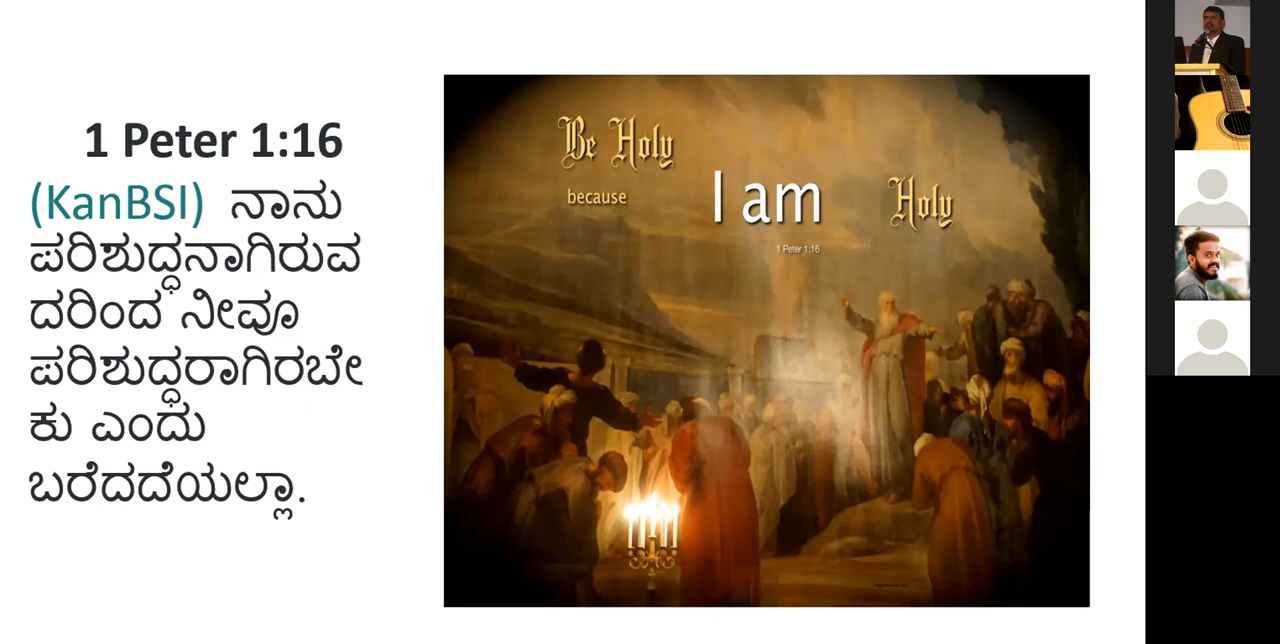 1 Peter 1:16
(KanBSI) ನಾನು
ಪರಿಶುದ್ಧನಾಗಿರುವ
ದರಿಂದ ನೀವೂ
ಪರಿಶುದ್ಧರಾಗಿರಬೇ
ಕು ಎಂದು
ಬರೆದದೆಯಲ್ಲಾ.
Be Holy
because I am Holy
1 Peter 1:16